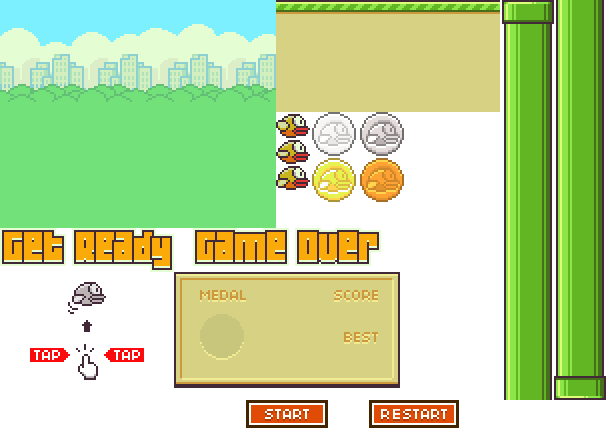 Get Ready Game Over
MEDAL SCORE
BEST
TAP TAP
START RESTART